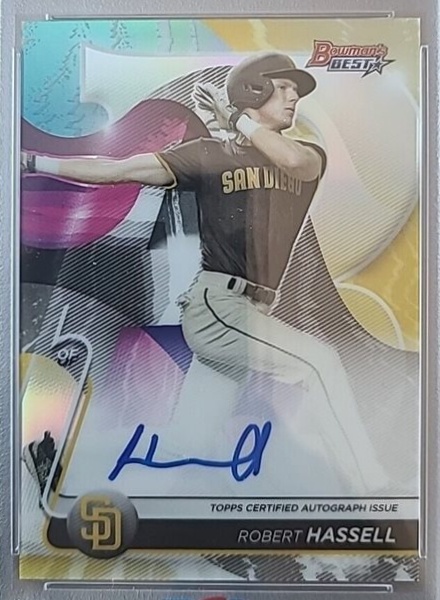 Bowman's
BEST
SAN DIEGO
OF
SD
TOPPS CERTIFIED AUTOGRAPH ISSUE
ROBERT HASSELL